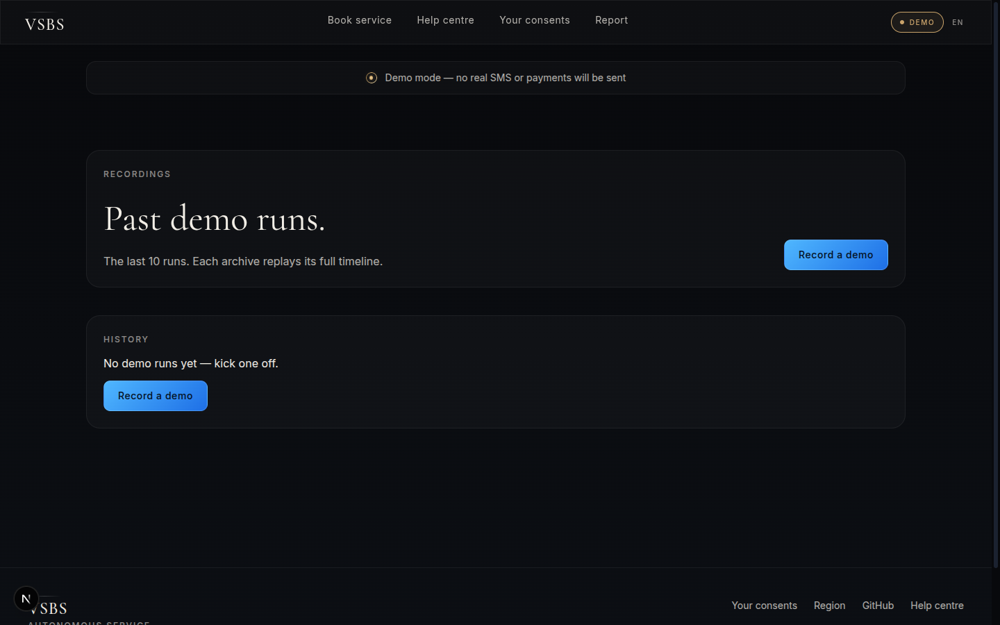 VSBS
Book service
Help centre
Your consents
Report
DEMO
EN
Demo mode — no real SMS or payments will be sent
RECORDINGS
Past demo runs.
The last 10 runs. Each archive replays its full timeline.
Record a demo
HISTORY
No demo runs yet — kick one off.
Record a demo
N
VSBS
Your consents
Region
GitHub
Help centre
AUTONOMOUS SERVICE